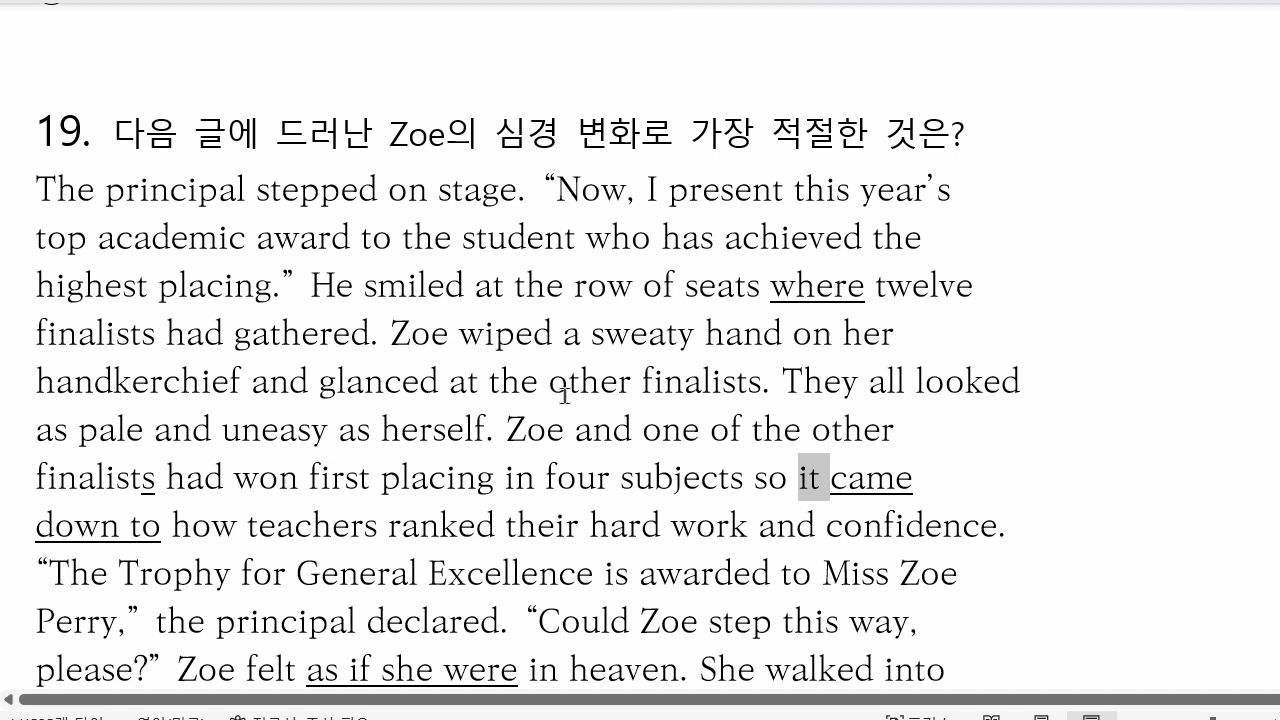 19. 다음 글에 드러난 Zoe의 심경 변화로 가장 적절한 것은?
The principal stepped on stage. “Now, I present this year’s
top academic award to the student who has achieved the
highest placing.” He smiled at the row of seats where twelve
finalists had gathered. Zoe wiped a sweaty hand on her
handkerchief and glanced at the other finalists. They all looked
as pale and uneasy as herself. Zoe and one of the other
finalists had won first placing in four subjects so it came
down to how teachers ranked their hard work and confidence.
“The Trophy for General Excellence is awarded to Miss Zoe
Perry,” the principal declared. “Could Zoe step this way,
please?” Zoe felt as if she were in heaven. She walked into